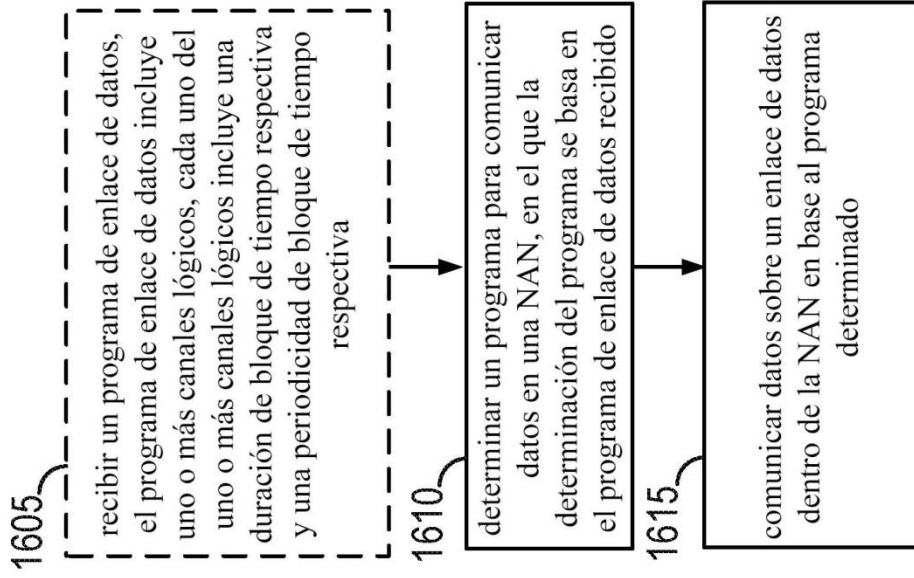 1605
recibir un programa de enlace de datos,
el programa de enlace de datos incluye
uno o más canales lógicos, cada uno del
uno o más canales lógicos incluye una
duración de bloque de tiempo respectiva
y una periodicidad de bloque de tiempo
respectiva
1610
determinar un programa para comunicar
datos en una NAN, en el que la
determinación del programa se basa en
el programa de enlace de datos recibido
1615
comunicar datos sobre un enlace de datos
dentro de la NAN en base al programa
determinado